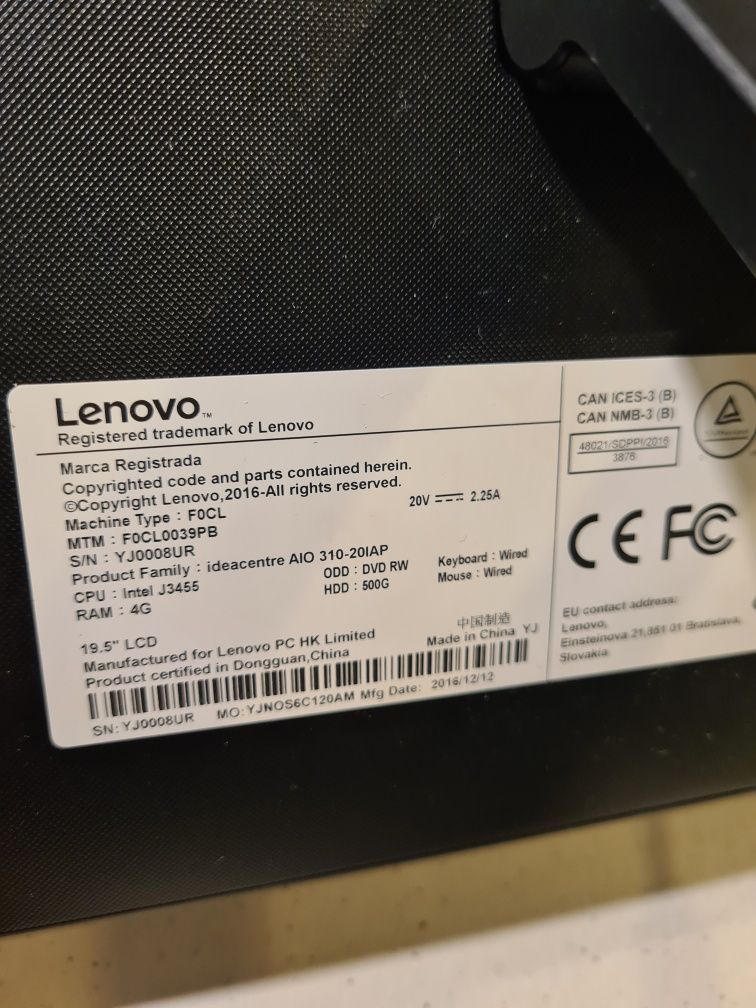 Lenovo™
Registered trademark of Lenovo
Marca Registrada
Copyrighted code and parts contained herein.
©Copyright Lenovo,2016-All rights reserved.
Machine Type : F0CL
20V 2.25A
MTM : F0CL0039PB
S/N : YJ0008UR
Product Family : ideacentre AIO 310-20IAP
CPU : Intel J3455
ODD : DVD RW
Keyboard : Wired
RAM : 4G
HDD : 500G
Mouse : Wired
19.5" LCD
中国制造
Manufactured for Lenovo PC HK Limited
Made in China YJ
Product certified in Dongguan,China
SN: YJ0008UR MO: YJNOS6C120AM Mfg Date: 2016/12/12
CAN ICES-3 (B)
CAN NMB-3 (B)
48021/SDPPI/2016
3876
CE FC
EU contact address:
Lenovo,
Einsteinova 21,851 01 Bratislava,
Slovakia